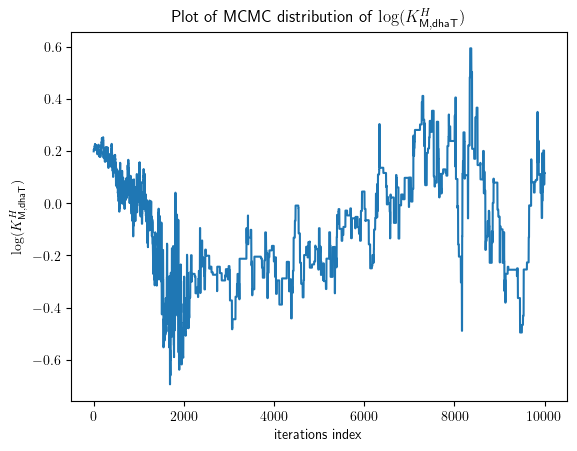 Plot of MCMC distribution of log(K^H_{M,dhaT})
0.6
0.4
0.2
0.0
−0.2
−0.4
−0.6
log(K^H_{M,dhaT})
0 2000 4000 6000 8000 10000
iterations index